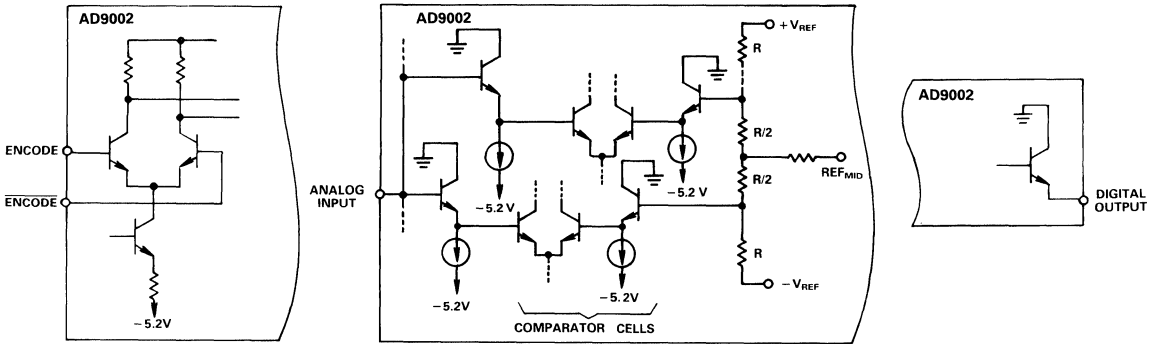 AD9002
ENCODE
ENCODE
−5.2V
AD9002
+VREF
R
R/2
R/2
REFMID
ANALOG
INPUT
−5.2 V
−5.2 V
R
−5.2V
−5.2V
−VREF
COMPARATOR CELLS
AD9002
DIGITAL
OUTPUT